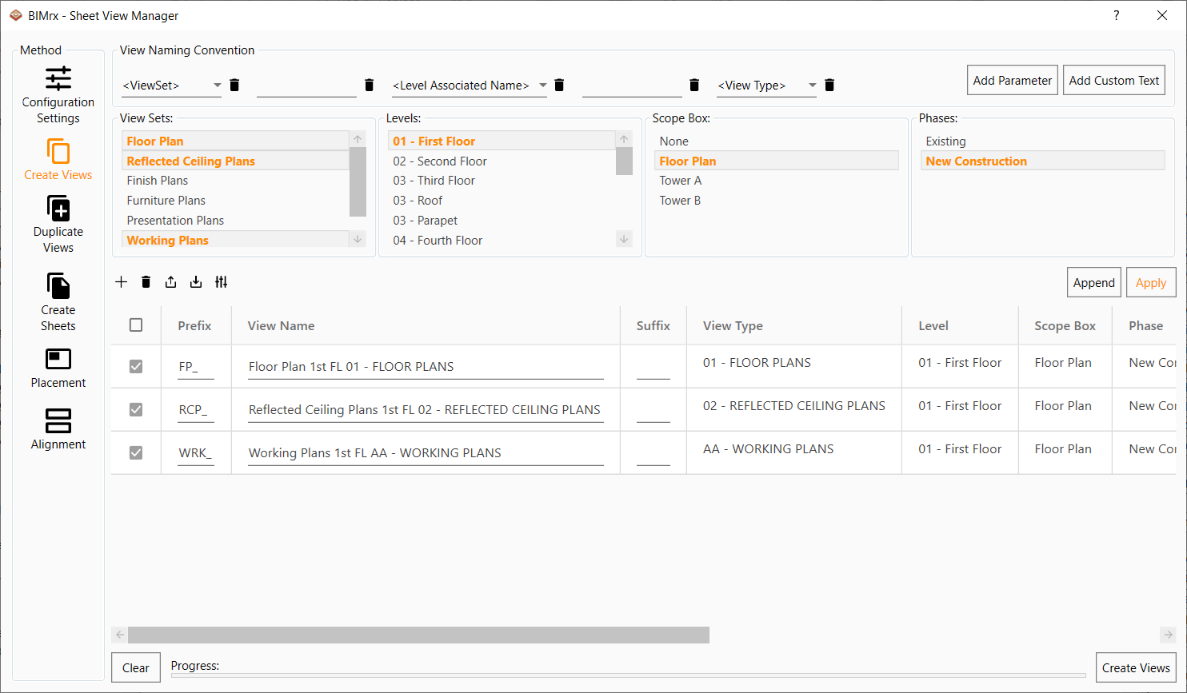 BIMrx - Sheet View Manager
?
Method
Configuration
Settings
Create Views
Duplicate
Views
Create
Sheets
Placement
Alignment
View Naming Convention
<ViewSet>
<Level Associated Name>
<View Type>
Add Parameter
Add Custom Text
View Sets:
Floor Plan
Reflected Ceiling Plans
Finish Plans
Furniture Plans
Presentation Plans
Working Plans
Levels:
01 - First Floor
02 - Second Floor
03 - Third Floor
03 - Roof
03 - Parapet
04 - Fourth Floor
Scope Box:
None
Floor Plan
Tower A
Tower B
Phases:
Existing
New Construction
Append
Apply
Prefix View Name Suffix View Type Level Scope Box Phase
FP_ Floor Plan 1st FL 01 - FLOOR PLANS 01 - FLOOR PLANS 01 - First Floor Floor Plan New Cor
RCP_ Reflected Ceiling Plans 1st FL 02 - REFLECTED CEILING PLANS 02 - REFLECTED CEILING PLANS 01 - First Floor Floor Plan New Cor
WRK_ Working Plans 1st FL AA - WORKING PLANS AA - WORKING PLANS 01 - First Floor Floor Plan New Cor
Clear
Progress:
Create Views